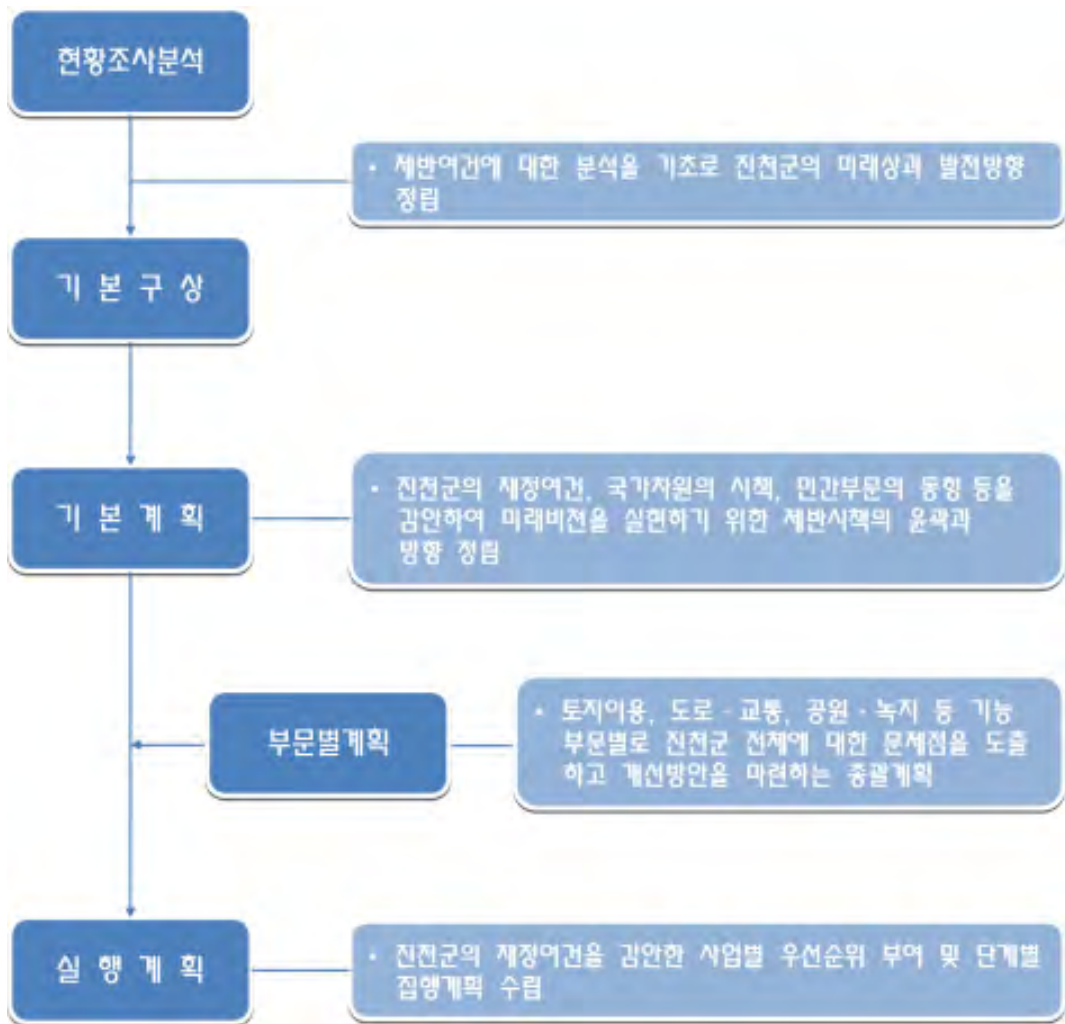 현황조사분석
• 제반여건에 대한 분석을 기초로 진천군의 미래상과 발전방향
정립
기 본 구 상
기 본 계 획
• 진천군의 재정여건, 국가차원의 시책, 민간부문의 동향 등을
감안하여 미래비전을 실현하기 위한 제반시책의 윤곽과
방향 정립
부문별계획
• 토지이용, 도로 · 교통, 공원 · 녹지 등 기능
부문별로 진천군 전체에 대한 문제점을 도출
하고 개선방안을 마련하는 총괄계획
실 행 계 획
• 진천군의 재정여건을 감안한 사업별 우선순위 부여 및 단계별
집행계획 수립